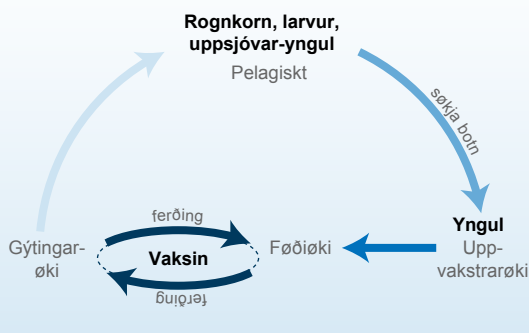 Rognkorn, larvur,
uppsjóvar-yngul
Pelagiskt
søkja botn
Yngul
Upp-
vakstrarøki
Føðiøki
ferðing
Vaksin
ferðing
Gýtingar-
øki